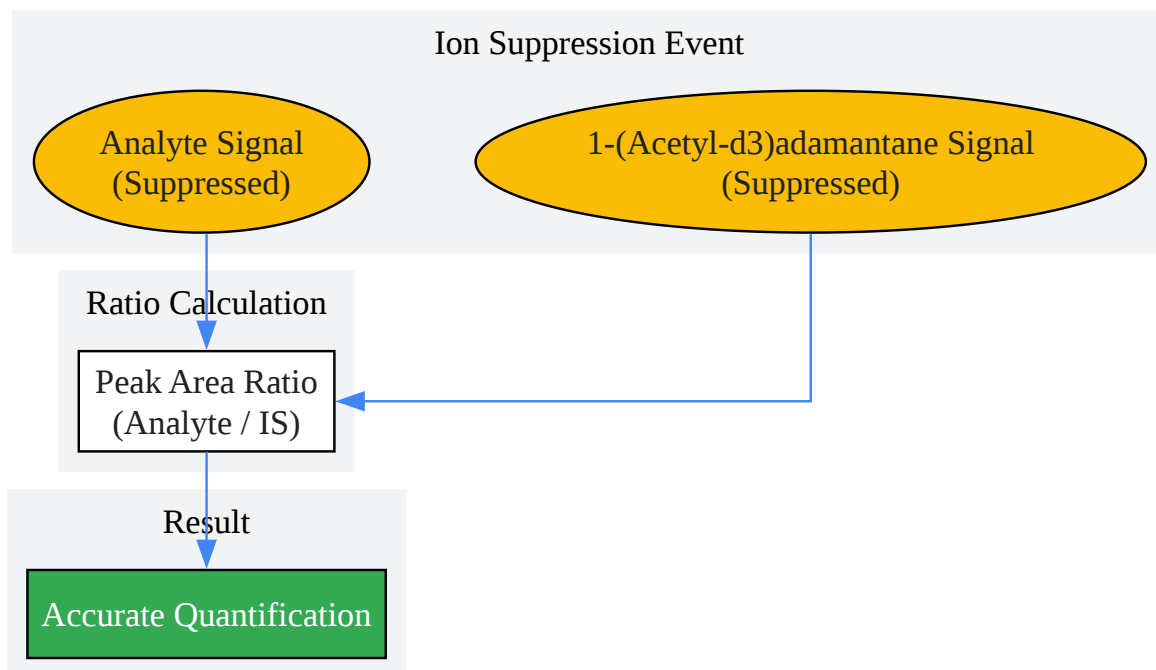 Ion Suppression Event
Analyte Signal
(Suppressed)
1-(Acetyl-d3)adamantane Signal
(Suppressed)
Ratio Calculation
Peak Area Ratio
(Analyte / IS)
Result
Accurate Quantification